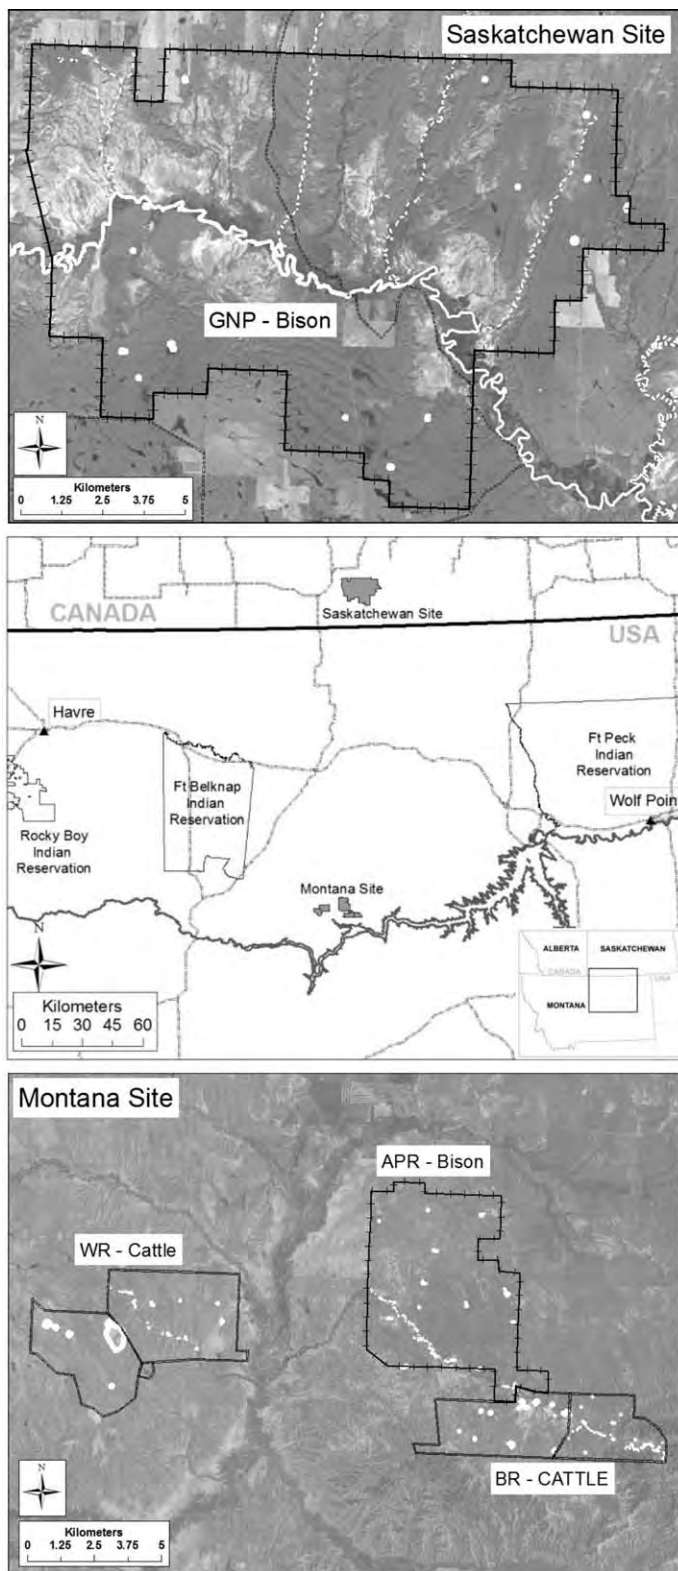 Saskatchewan Site
GNP - Bison
N
Kilometers
0 1.25 2.5 3.75 5
CANADA
Saskatchewan Site
USA
Havre
Ft Peck
Indian
Reservation
Ft Belknap
Indian
Reservation
Wolf Poin
Rocky Boy
Indian
Reservation
Montana Site
N
Kilometers
0 15 30 45 60
ALBERTA SASKATCHEWAN
CANADA
USA
MONTANA
Montana Site
APR - Bison
WR - Cattle
BR - CATTLE
N
Kilometers
0 1.25 2.5 3.75 5